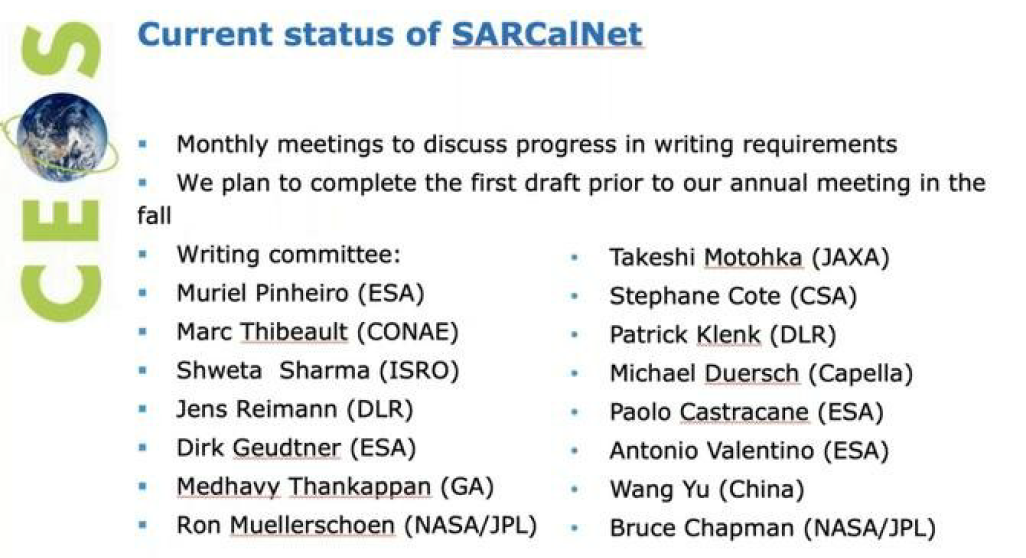 Current status of SARCalNet
CEOS
Monthly meetings to discuss progress in writing requirements
We plan to complete the first draft prior to our annual meeting in the
fall
Writing committee:
Muriel Pinheiro (ESA)
Marc Thibeault (CONAE)
Shweta  Sharma (ISRO)
Jens Reimann (DLR)
Dirk Geudtner (ESA)
Medhavy Thankappan (GA)
Ron Muellerschoen (NASA/JPL)
Takeshi Motohka (JAXA)
Stephane Cote (CSA)
Patrick Klenk (DLR)
Michael Duersch (Capella)
Paolo Castracane (ESA)
Antonio Valentino (ESA)
Wang Yu (China)
Bruce Chapman (NASA/JPL)